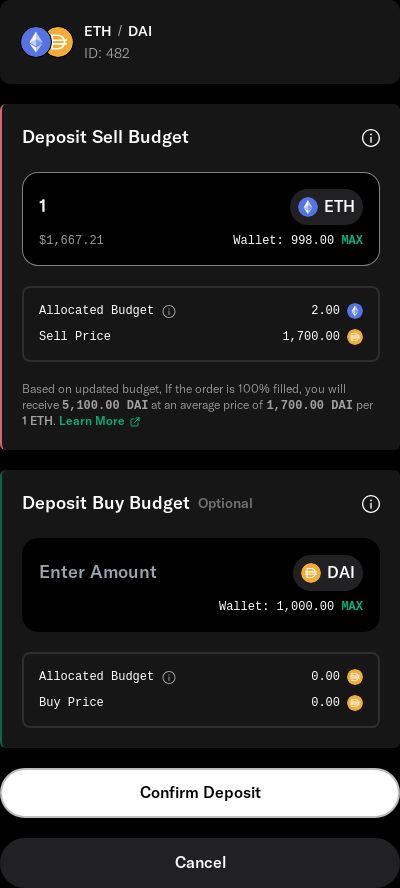 ETH / DAI
ID: 482
Deposit Sell Budget
1
ETH
$1,667.21
Wallet: 998.00 MAX
Allocated Budget
2.00
Sell Price
1,700.00
Based on updated budget, If the order is 100% filled, you will
receive 5,100.00 DAI at an average price of 1,700.00 DAI per
1 ETH. Learn More
Deposit Buy Budget Optional
Enter Amount
DAI
Wallet: 1,000.00 MAX
Allocated Budget
0.00
Buy Price
0.00
Confirm Deposit
Cancel